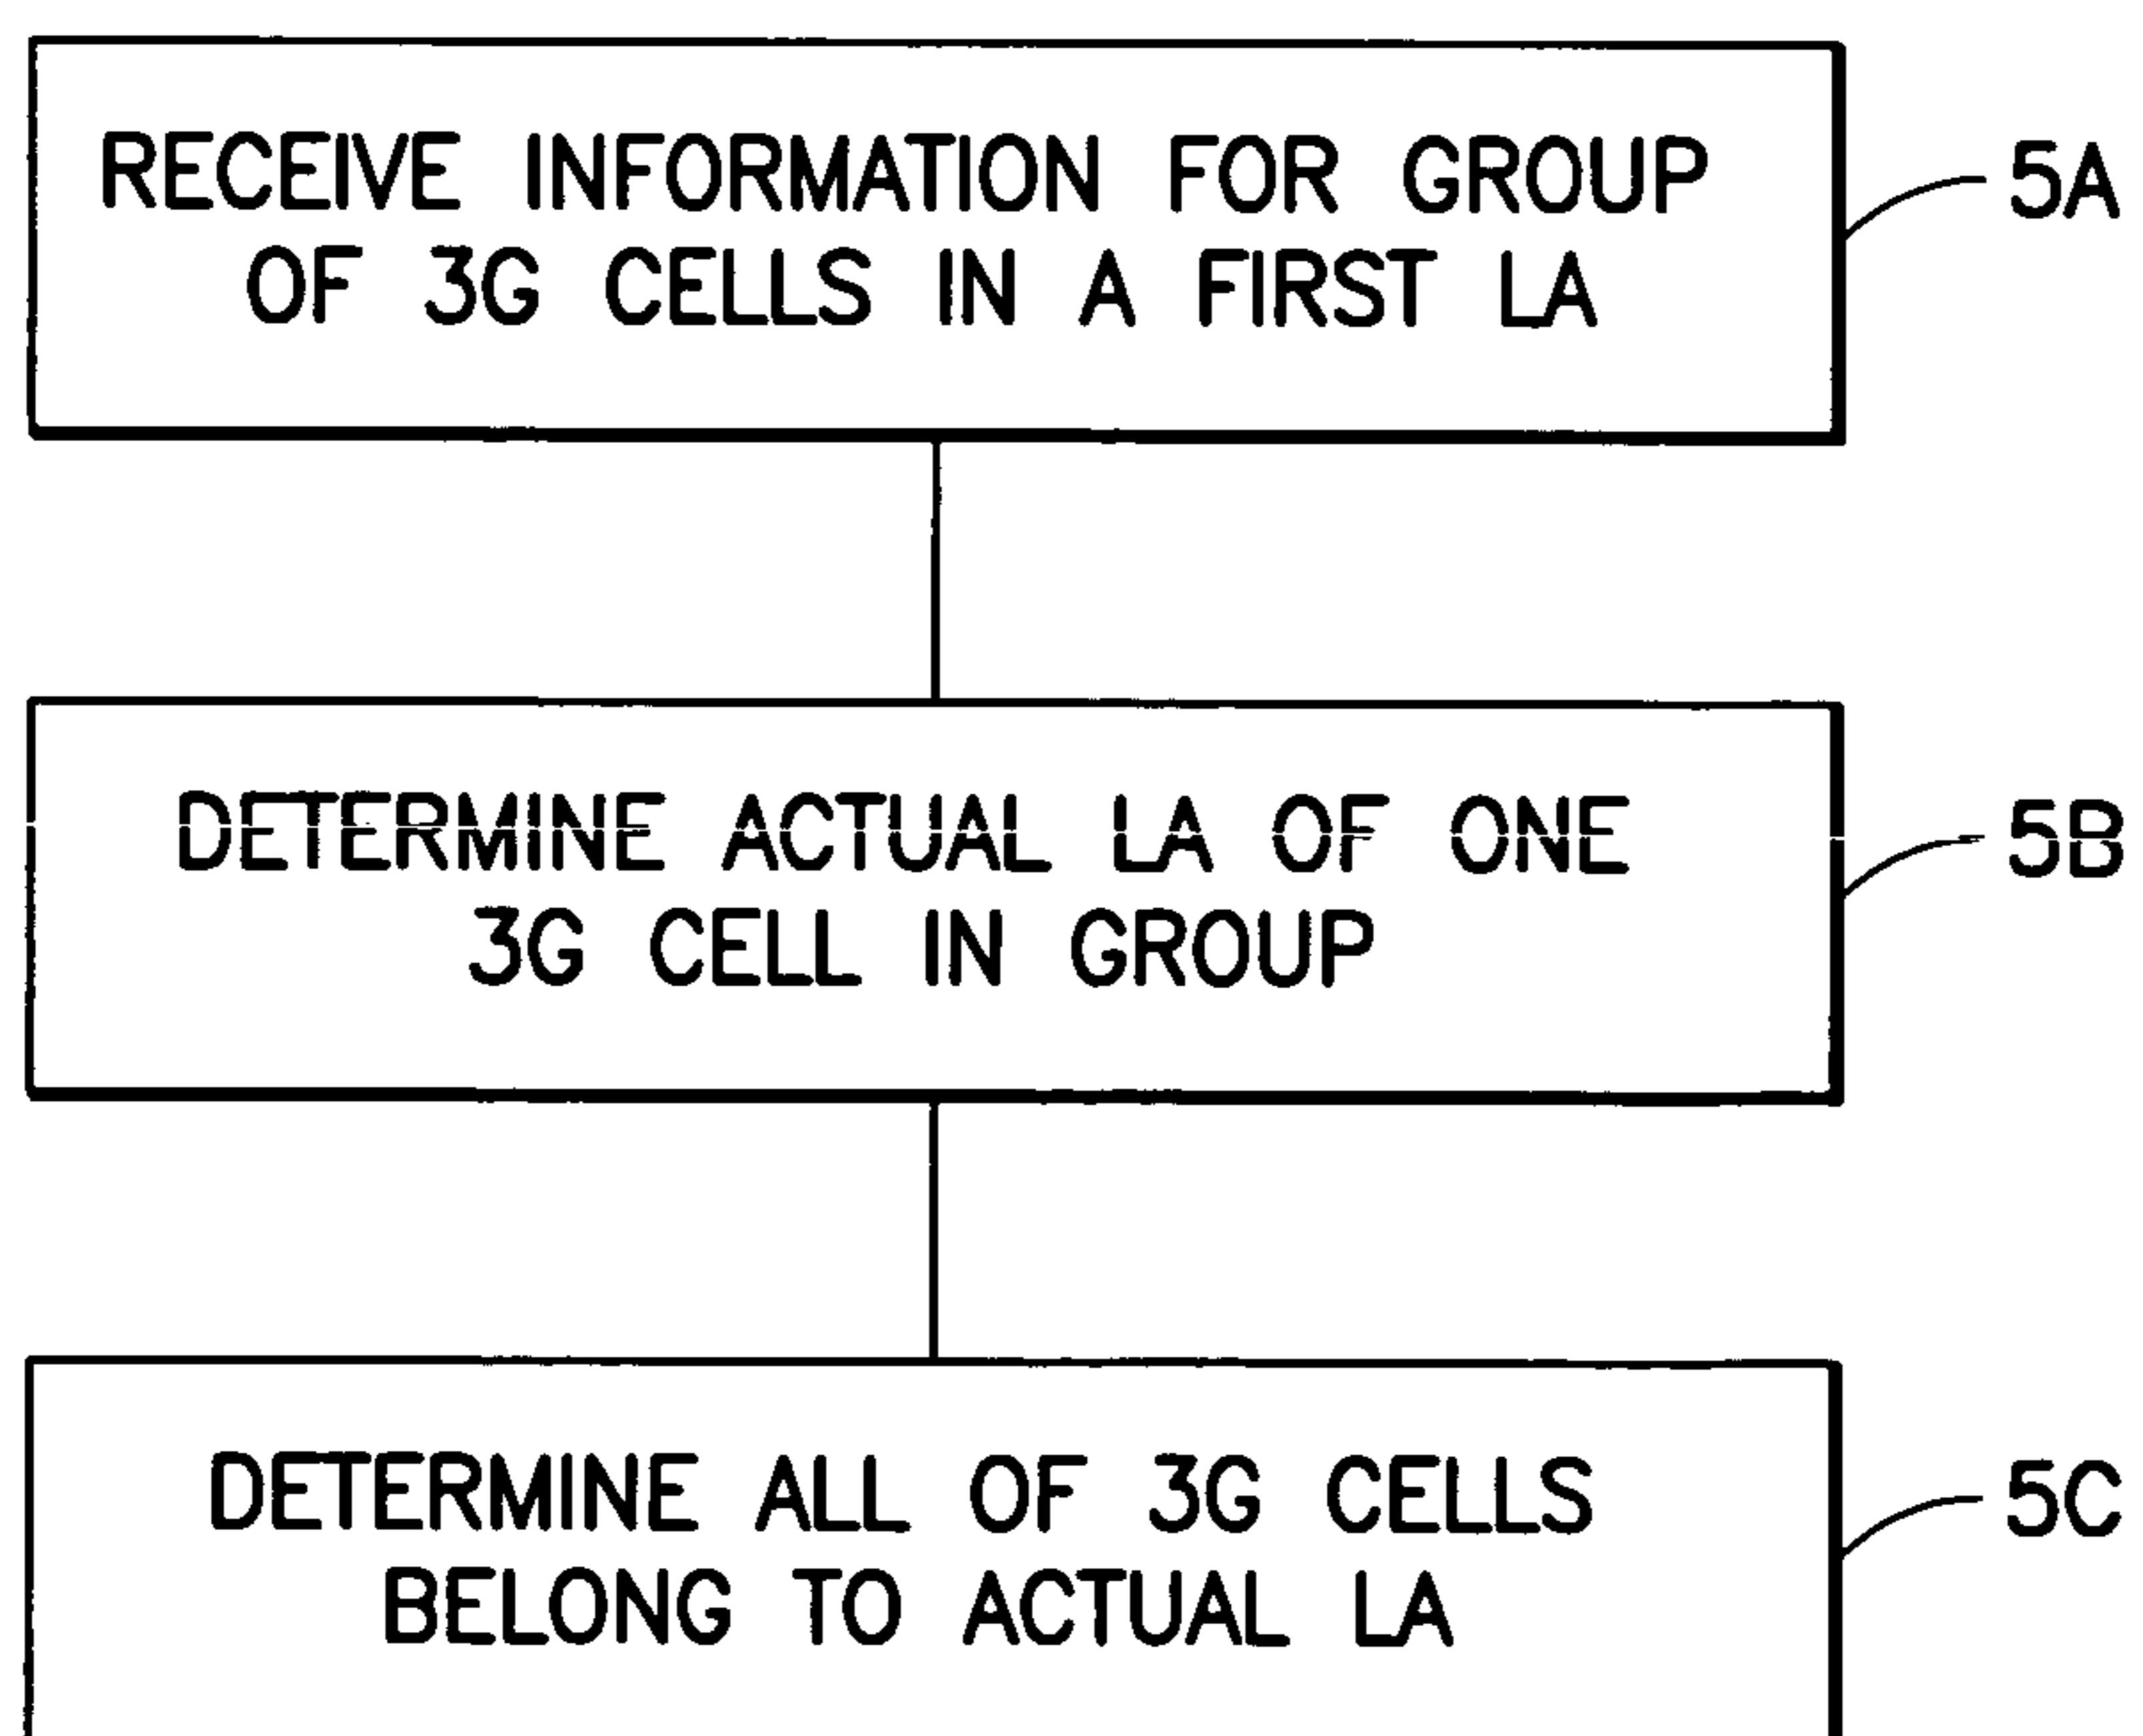 RECEIVE INFORMATION FOR GROUP
OF 3G CELLS IN A FIRST LA
5A
DETERMINE ACTUAL LA OF ONE
3G CELL IN GROUP
5B
DETERMINE ALL OF 3G CELLS
BELONG TO ACTUAL LA
5C